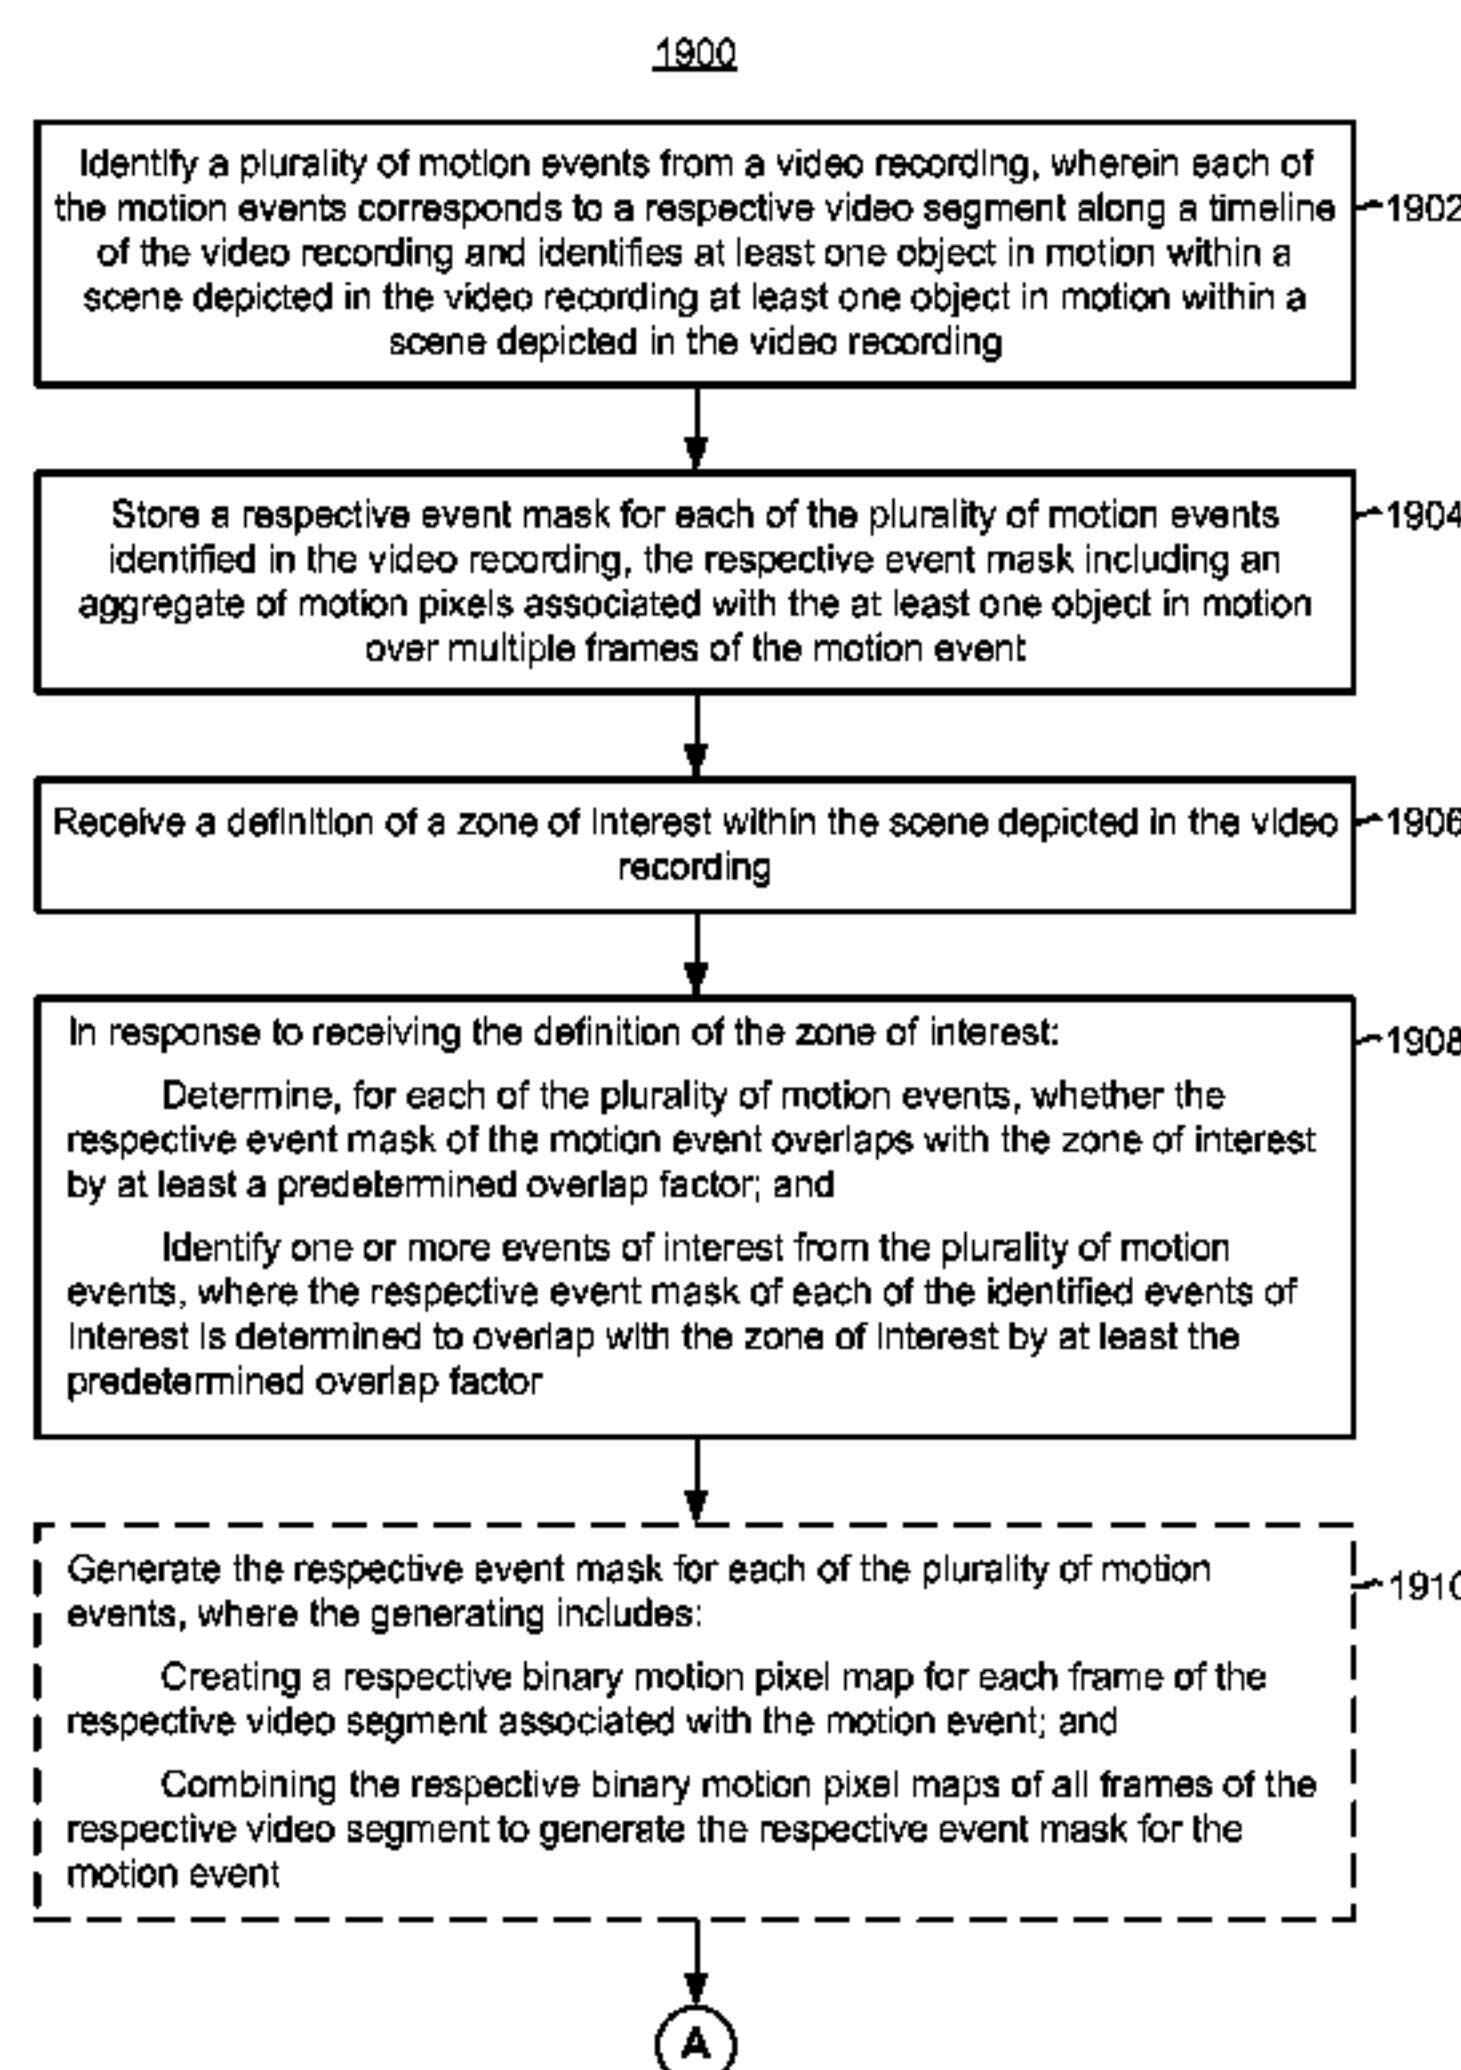 1900
Identify a plurality of motion events from a video recording, wherein each of
the motion events corresponds to a respective video segment along a timeline
of the video recording and identifies at least one object in motion within a
scene depicted in the video recording at least one object in motion within a
scene depicted in the video recording
1902
Store a respective event mask for each of the plurality of motion events
identified in the video recording, the respective event mask including an
aggregate of motion pixels associated with the at least one object in motion
over multiple frames of the motion event
1904
Receive a definition of a zone of interest within the scene depicted in the video
recording
1906
In response to receiving the definition of the zone of interest:
Determine, for each of the plurality of motion events, whether the
respective event mask of the motion event overlaps with the zone of interest
by at least a predetermined overlap factor; and
Identify one or more events of interest from the plurality of motion
events, where the respective event mask of each of the identified events of
interest is determined to overlap with the zone of interest by at least the
predetermined overlap factor
1908
Generate the respective event mask for each of the plurality of motion
events, where the generating includes:
Creating a respective binary motion pixel map for each frame of the
respective video segment associated with the motion event; and
Combining the respective binary motion pixel maps of all frames of the
respective video segment to generate the respective event mask for the
motion event
1910
A